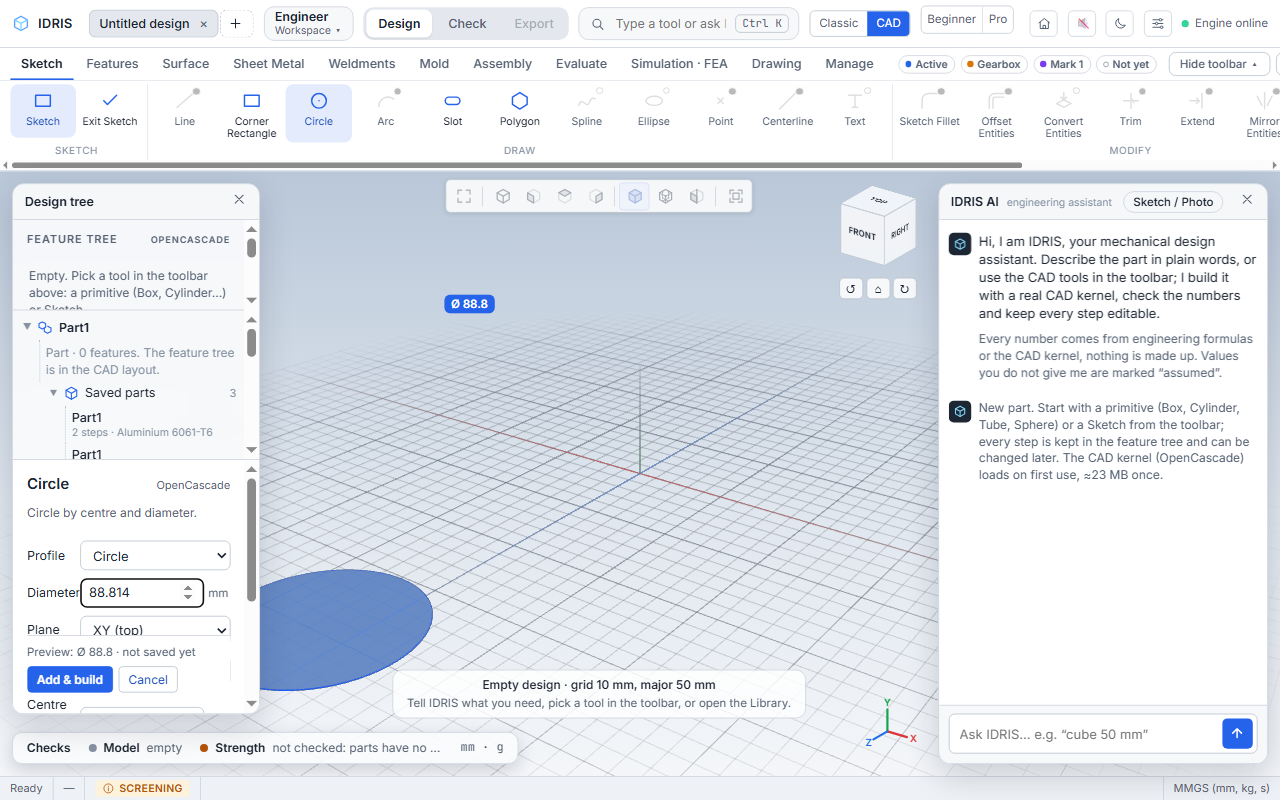 IDRIS
Untitled design ×
+
Engineer
Workspace ▾
Design
Check
Export
Type a tool or ask I
Ctrl K
Classic
CAD
Beginner
Pro
Engine online
Sketch
Features
Surface
Sheet Metal
Weldments
Mold
Assembly
Evaluate
Simulation · FEA
Drawing
Manage
Active
Gearbox
Mark 1
Not yet
Hide toolbar
Sketch
Exit Sketch
Line
Corner
Rectangle
Circle
Arc
Slot
Polygon
Spline
Ellipse
Point
Centerline
Text
Sketch Fillet
Offset
Entities
Convert
Entities
Trim
Extend
Mirror
Entities
SKETCH
DRAW
MODIFY
Design tree
FEATURE TREE
OPENCASCADE
Empty. Pick a tool in the toolbar
above: a primitive (Box, Cylinder...)
or Sketch
Part1
Part · 0 features. The feature tree
is in the CAD layout.
Saved parts 3
Part1
2 steps · Aluminium 6061-T6
Part1
Circle
OpenCascade
Circle by centre and diameter.
Profile Circle
Diameter 88.814 mm
Plane XY (top)
Preview: Ø 88.8 · not saved yet
Add & build
Cancel
Centre
Ø 88.8
TOP
FRONT
RIGHT
Empty design · grid 10 mm, major 50 mm
Tell IDRIS what you need, pick a tool in the toolbar, or open the Library.
Y
Z
X
IDRIS AI engineering assistant
Sketch / Photo
Hi, I am IDRIS, your mechanical design
assistant. Describe the part in plain words, or
use the CAD tools in the toolbar; I build it
with a real CAD kernel, check the numbers
and keep every step editable.
Every number comes from engineering formulas
or the CAD kernel, nothing is made up. Values
you do not give me are marked “assumed”.
New part. Start with a primitive (Box, Cylinder,
Tube, Sphere) or a Sketch from the toolbar;
every step is kept in the feature tree and can be
changed later. The CAD kernel (OpenCascade)
loads on first use, ≈23 MB once.
Ask IDRIS... e.g. “cube 50 mm”
Checks
Model empty
Strength not checked: parts have no ...
mm · g
Ready
—
SCREENING
MMGS (mm, kg, s)